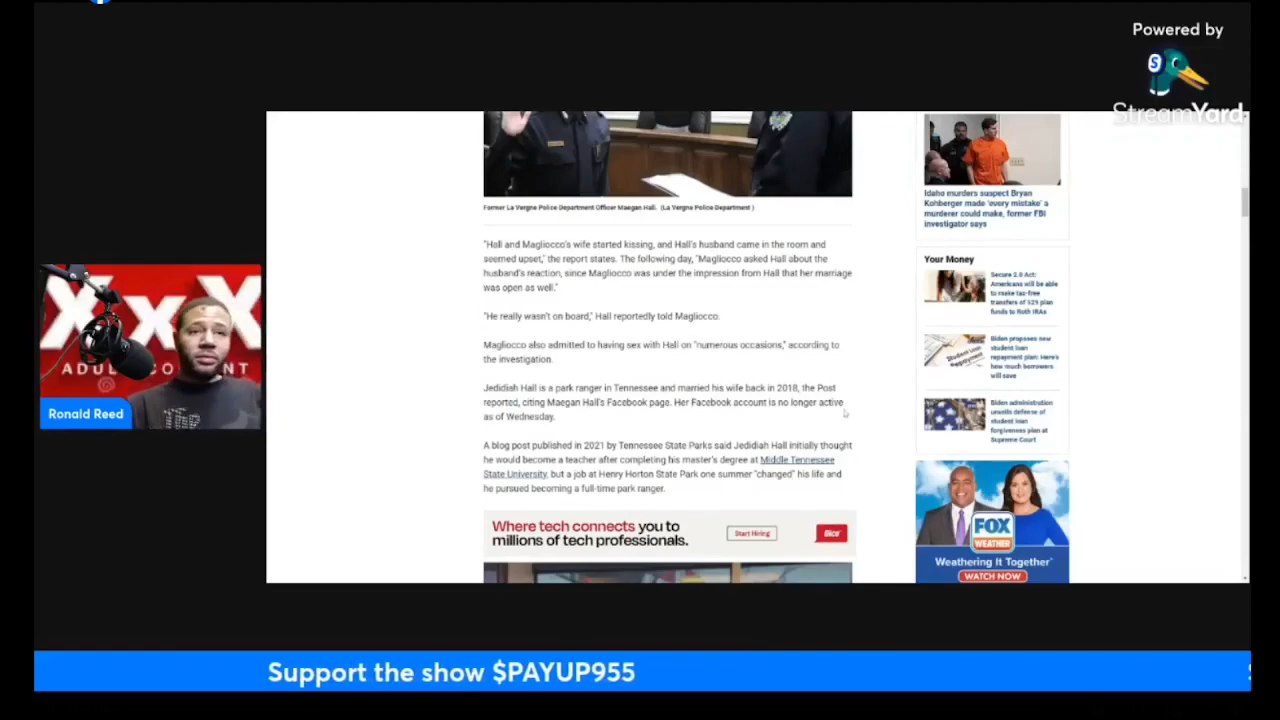 Powered by
StreamYard
Former La Vergne Police Department Officer Maegan Hall. (La Vergne Police Department )
"Hall and Magliocco's wife started kissing, and Hall's husband came in the room and
seemed upset," the report states. The following day, "Magliocco asked Hall about the
husband's reaction, since Magliocco was under the impression from Hall that her marriage
was open as well."
"He really wasn't on board," Hall reportedly told Magliocco.
Magliocco also admitted to having sex with Hall on "numerous occasions," according to
the investigation.
Jedidiah Hall is a park ranger in Tennessee and married his wife back in 2018, the Post
reported, citing Maegan Hall's Facebook page. Her Facebook account is no longer active
as of Wednesday.
A blog post published in 2021 by Tennessee State Parks said Jedidiah Hall initially thought
he would become a teacher after completing his master's degree at Middle Tennessee
State University, but a job at Henry Horton State Park one summer "changed" his life and
he pursued becoming a full-time park ranger.
Where tech connects you to
millions of tech professionals.
Start Hiring
Dice
Idaho murders suspect Bryan
Kohberger made 'every mistake' a
murderer could make, former FBI
investigator says
Your Money
Secure 2.0 Act:
Americans will be able
to make tax-free
transfers of 529 plan
funds to Roth IRAs
Student Loan
Biden proposes new
student loan
repayment plan: Here's
how much borrowers
will save
Biden administration
unveils defense of
student loan
forgiveness plan at
Supreme Court
FOX
WEATHER
Weathering It Together
WATCH NOW
XxX
ADUL CO NT
Ronald Reed
Support the show $PAYUP955